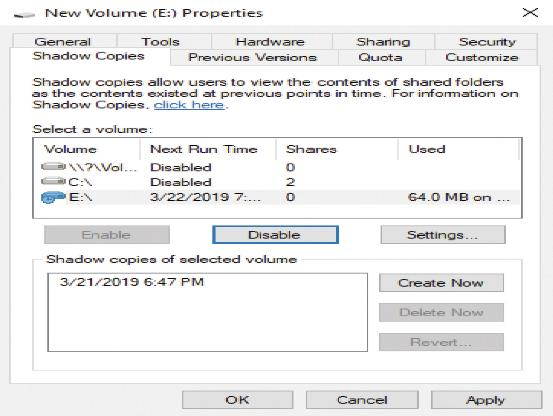 New Volume (E:) Properties
General Tools Hardware Sharing Security
Shadow Copies Previous Versions Quota Customize
Shadow copies allow users to view the contents of shared folders
as the contents existed at previous points in time. For information on
Shadow Copies, click here.
Select a volume:
Volume Next Run Time Shares Used
\\?\Vol... Disabled 0
C:\ Disabled 2
E:\ 3/22/2019 7:... 0 64.0 MB on ...
Enable Disable Settings...
Shadow copies of selected volume
3/21/2019 6:47 PM
Create Now
Delete Now
Revert...
OK Cancel Apply